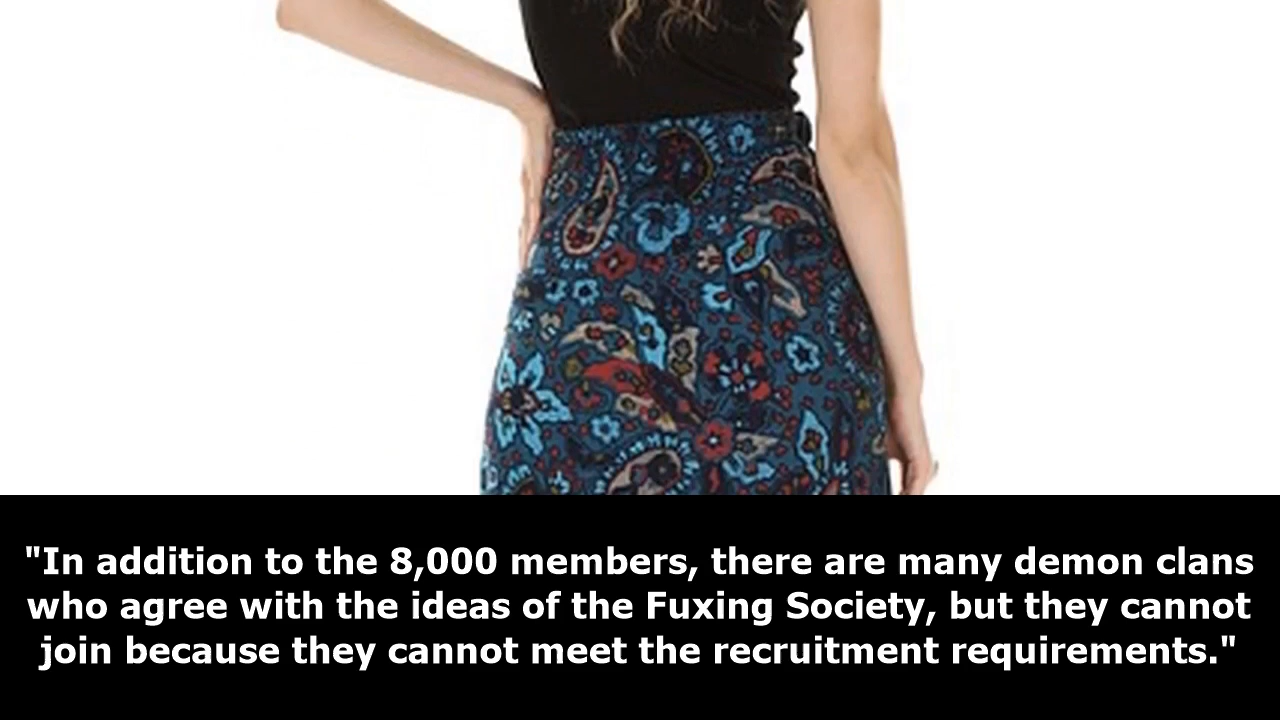 "In addition to the 8,000 members, there are many demon clans
who agree with the ideas of the Fuxing Society, but they cannot
join because they cannot meet the recruitment requirements."